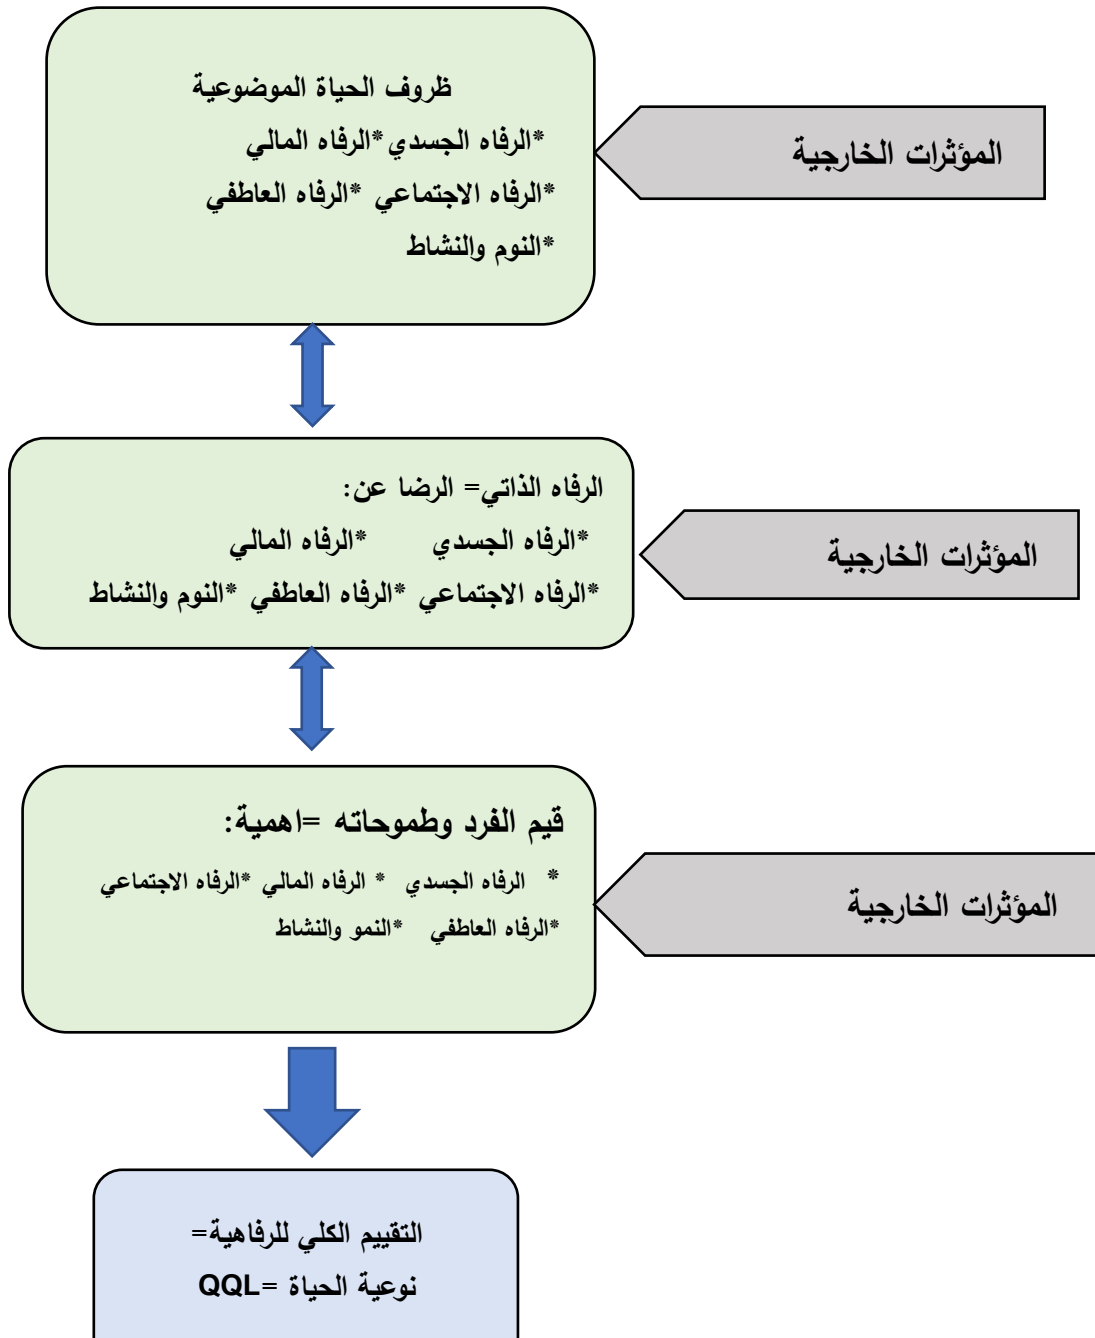 ظروف الحياة الموضوعية
*الرفاه الجسدي *الرفاه المالي
*الرفاه الاجتماعي *الرفاه العاطفي
*النوم والنشاط
المؤثرات الخارجية
الرفاه الذاتي= الرضا عن:
*الرفاه الجسدي *الرفاه المالي
*الرفاه الاجتماعي *الرفاه العاطفي *النوم والنشاط
المؤثرات الخارجية
قيم الفرد وطموحاته =اهمية:
* الرفاه الجسدي * الرفاه المالي *الرفاه الاجتماعي
*الرفاه العاطفي *النمو والنشاط
المؤثرات الخارجية
التقييم الكلي للرفاهية=
نوعية الحياة =QQL